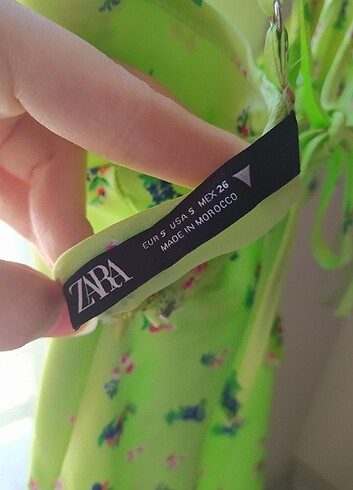 ZARA
EUR S USA S MEX 26
MADE IN MOROCCO